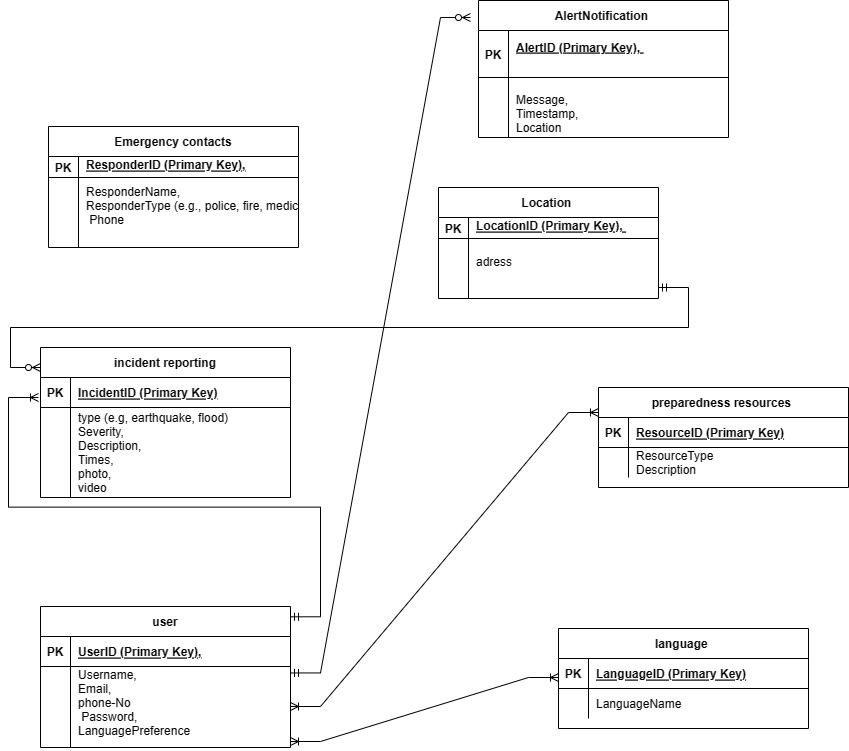 AlertNotification
PK
AlertID (Primary Key),
Message,
Timestamp,
Location
Emergency contacts
PK
ResponderID (Primary Key),
ResponderName,
ResponderType (e.g., police, fire, medic
Phone
Location
PK
LocationID (Primary Key),
adress
incident reporting
PK
IncidentID (Primary Key)
type (e.g, earthquake, flood)
Severity,
Description,
Times,
photo,
video
preparedness resources
PK
ResourceID (Primary Key)
ResourceType
Description
user
PK
UserID (Primary Key),
Username,
Email,
phone-No
Password,
LanguagePreference
language
PK
LanguageID (Primary Key)
LanguageName